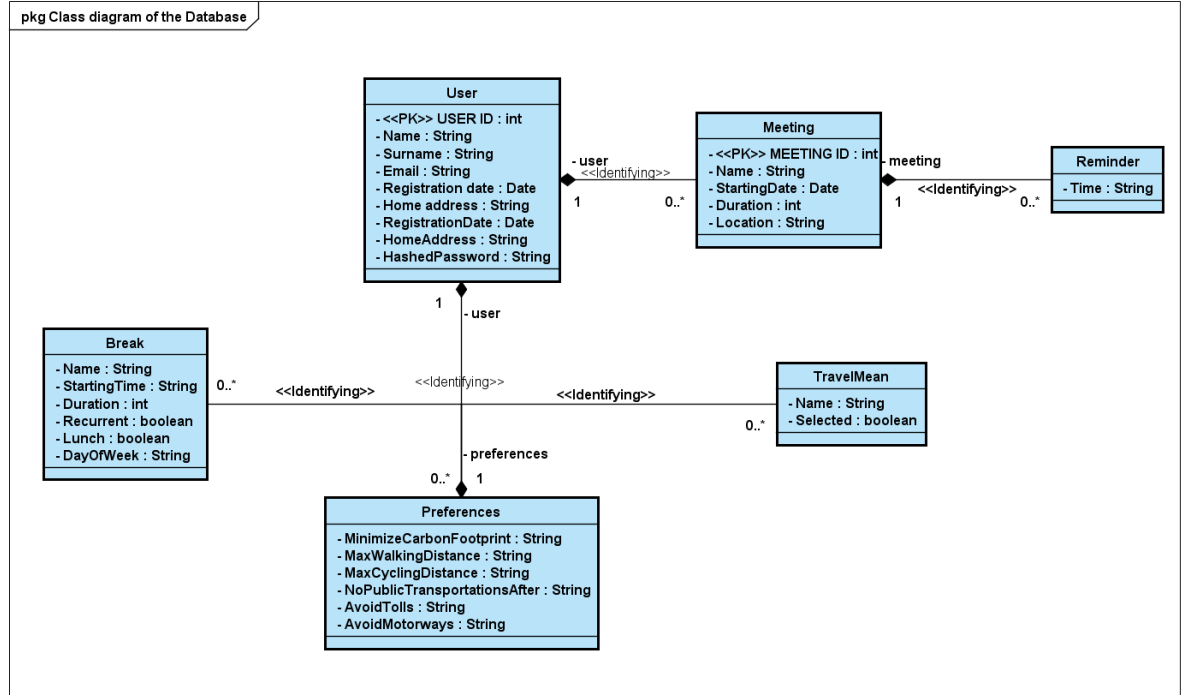 pkg Class diagram of the Database
User
- <<PK>> USER ID : int
- Name : String
- Surname : String
- Email : String
- Registration date : Date
- Home address : String
- RegistrationDate : Date
- HomeAddress : String
- HashedPassword : String
- user
<<Identifying>>
1
0..*
Meeting
- <<PK>> MEETING ID : int
- Name : String
- StartingDate : Date
- Duration : int
- Location : String
- meeting
<<Identifying>>
1
0..*
Reminder
- Time : String
1
- user
Break
- Name : String
- StartingTime : String
- Duration : int
- Recurrent : boolean
- Lunch : boolean
- DayOfWeek : String
0..*
<<Identifying>>
<<Identifying>>
<<Identifying>>
0..*
TravelMean
- Name : String
- Selected : boolean
- preferences
0..*
1
Preferences
- MinimizeCarbonFootprint : String
- MaxWalkingDistance : String
- MaxCyclingDistance : String
- NoPublicTransportationsAfter : String
- AvoidTolls : String
- AvoidMotorways : String